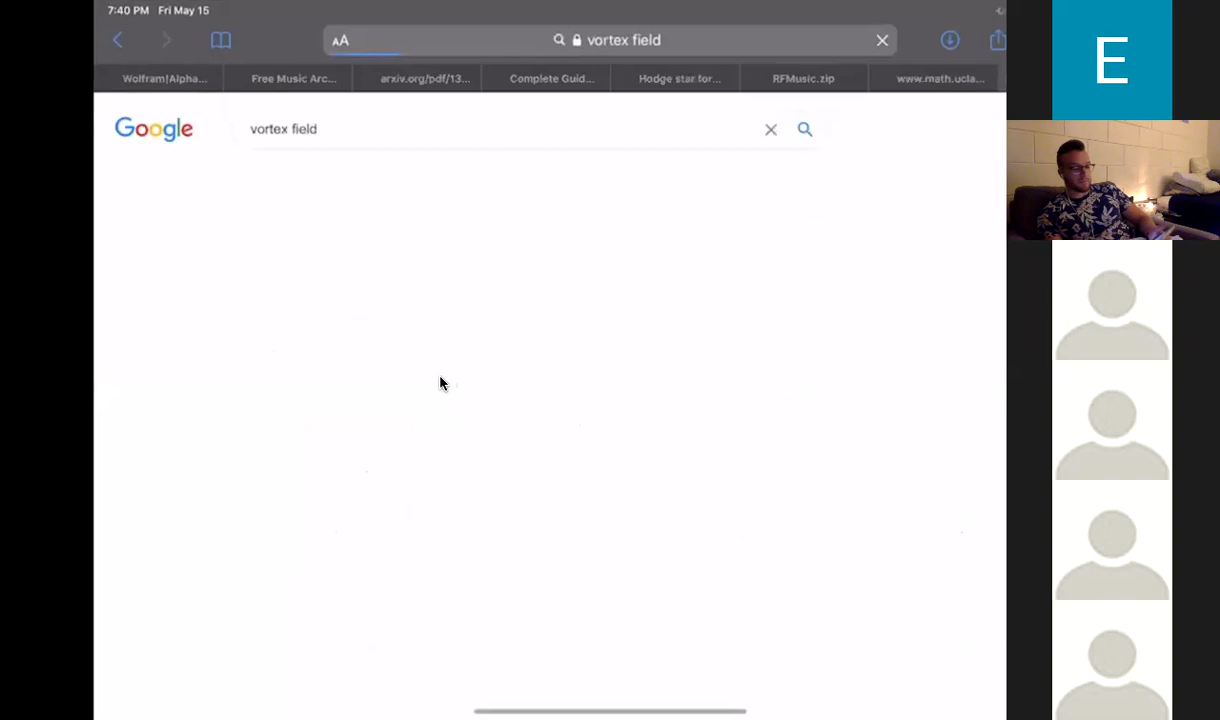 7:40 PM Fri May 15
AA vortex field
Wolfram|Alpha... Free Music Arc... arxiv.org/pdf/13... Complete Guid... Hodge star for... RFMusic.zip www.math.ucla...
Google vortex field
E